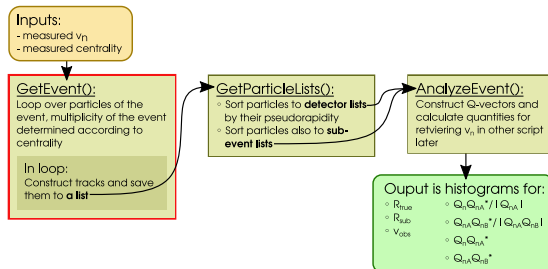 Inputs:
- measured vₙ
- measured centrality
GetEvent():
Loop over particles of the
event, multiplicity of the event
determined according to
centrality
In loop:
Construct tracks and save
them to a list
GetParticleLists():
◦ Sort particles to detector lists
by their pseudorapidity
◦ Sort particles also to sub-
event lists
AnalyzeEvent():
Construct Q-vectors and
calculate quantities for
retviering vₙ in other script
later
Ouput is histograms for:
◦ R_true
◦ R_sub
◦ v_obs
◦ QₙQₙA*/|QₙA|
◦ QₙAQₙB*/|QₙAQₙB|
◦ QₙQₙA*
◦ QₙAQₙB*